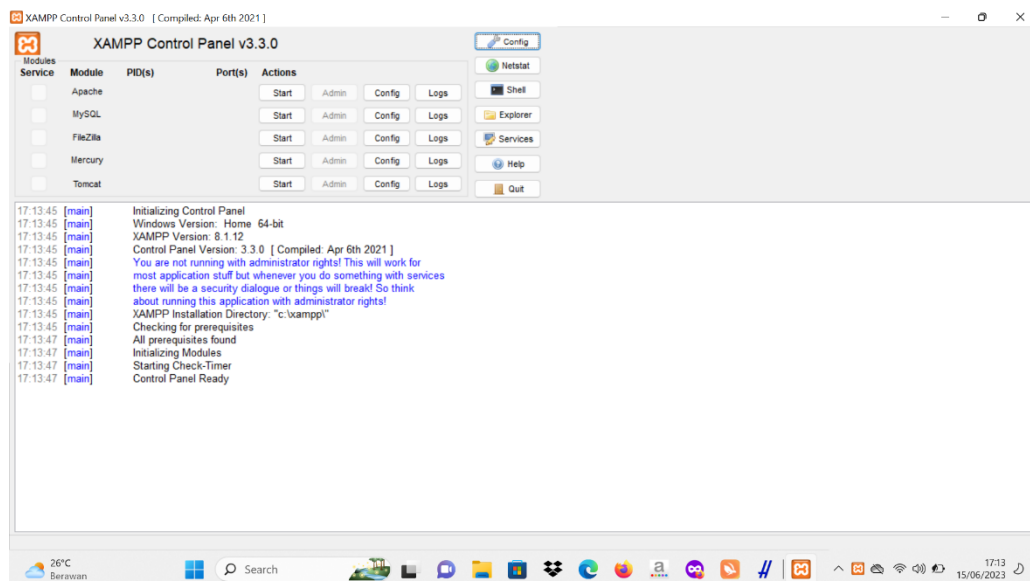 XAMPP Control Panel v3.3.0 [ Compiled: Apr 6th 2021 ]
XAMPP Control Panel v3.3.0
Config
Modules
Service Module PID(s) Port(s) Actions
Netstat
Apache Start Admin Config Logs
Shell
MySQL Start Admin Config Logs
Explorer
FileZilla Start Admin Config Logs
Services
Mercury Start Admin Config Logs
Help
Tomcat Start Admin Config Logs
Quit
17:13:45 [main] Initializing Control Panel
17:13:45 [main] Windows Version: Home 64-bit
17:13:45 [main] XAMPP Version: 8.1.12
17:13:45 [main] Control Panel Version: 3.3.0 [ Compiled: Apr 6th 2021 ]
17:13:45 [main] You are not running with administrator rights! This will work for
17:13:45 [main] most application stuff but whenever you do something with services
17:13:45 [main] there will be a security dialogue or things will break! So think
17:13:45 [main] about running this application with administrator rights!
17:13:45 [main] XAMPP Installation Directory: "c:\xampp\"
17:13:45 [main] Checking for prerequisites
17:13:47 [main] All prerequisites found
17:13:47 [main] Initializing Modules
17:13:47 [main] Starting Check-Timer
17:13:47 [main] Control Panel Ready
26°C
Berawan
Search
a
17:13
15/06/2023